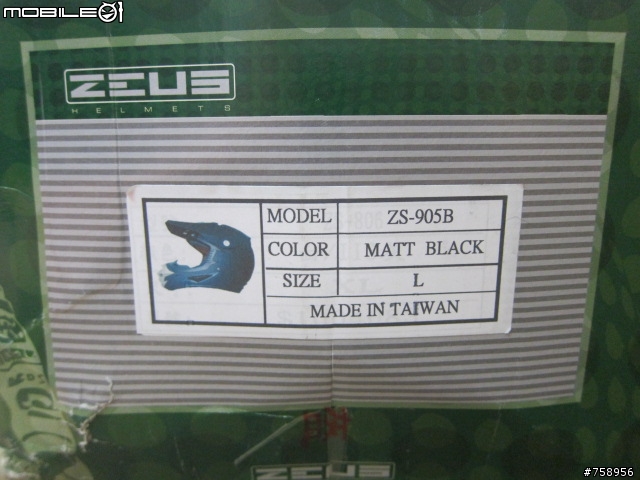 MOBILE01
ZEUS
HELMETS
MODEL ZS-905B
COLOR MATT BLACK
SIZE L
MADE IN TAIWAN
ZEUS
#758956